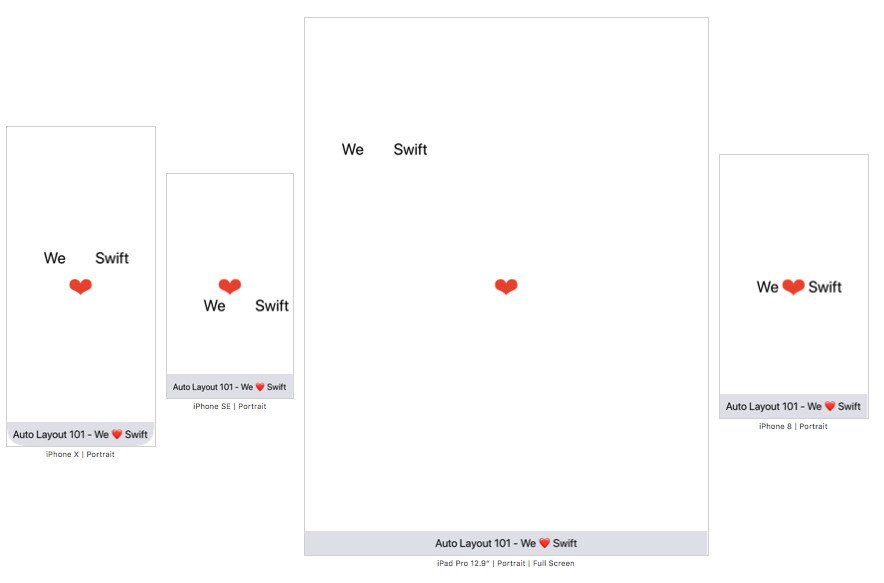 We Swift
❤
Auto Layout 101 - We ❤️ Swift
iPhone X | Portrait
❤
We Swift
Auto Layout 101 - We ❤️ Swift
iPhone SE | Portrait
We Swift
❤
Auto Layout 101 - We ❤️ Swift
iPad Pro 12.9" | Portrait | Full Screen
We ❤ Swift
Auto Layout 101 - We ❤️ Swift
iPhone 8 | Portrait